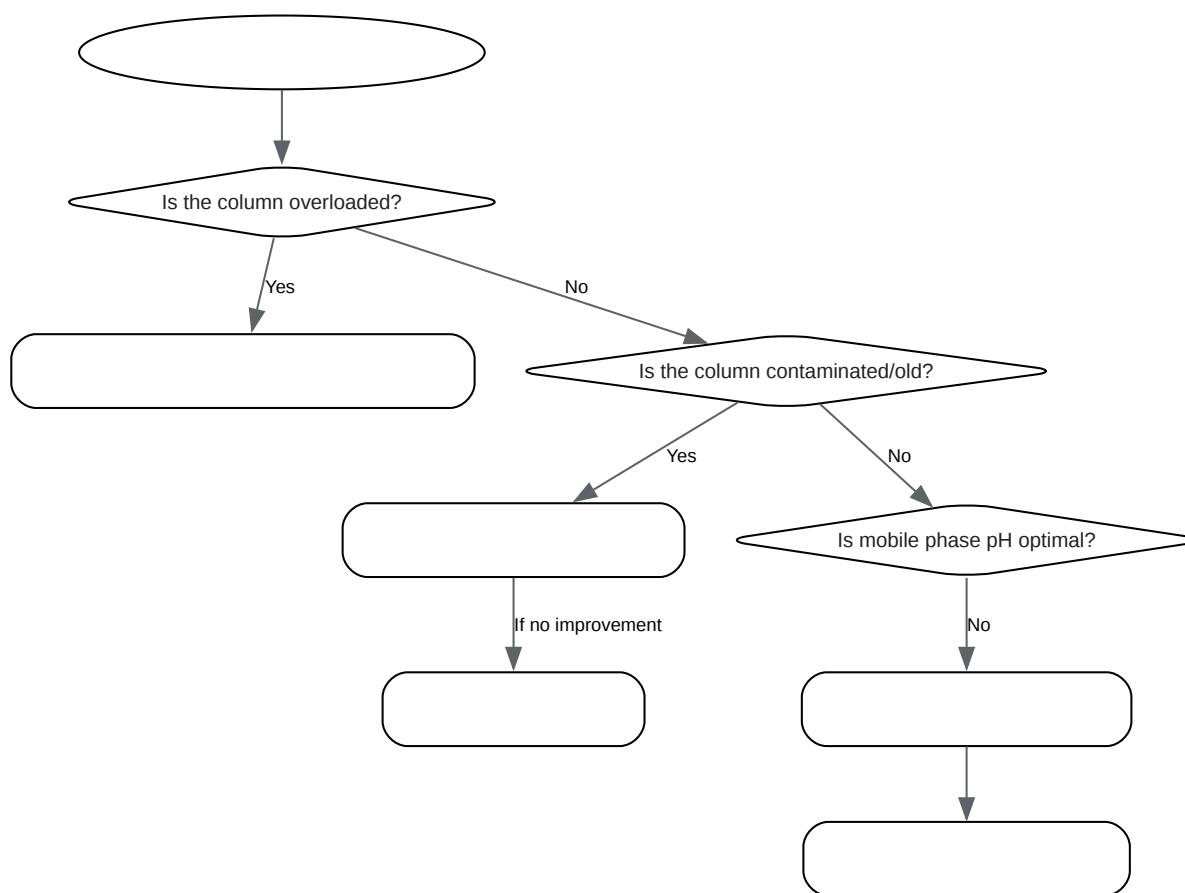 Is the column overloaded?
Yes
No
Is the column contaminated/old?
Yes
No
Is mobile phase pH optimal?
If no improvement
No